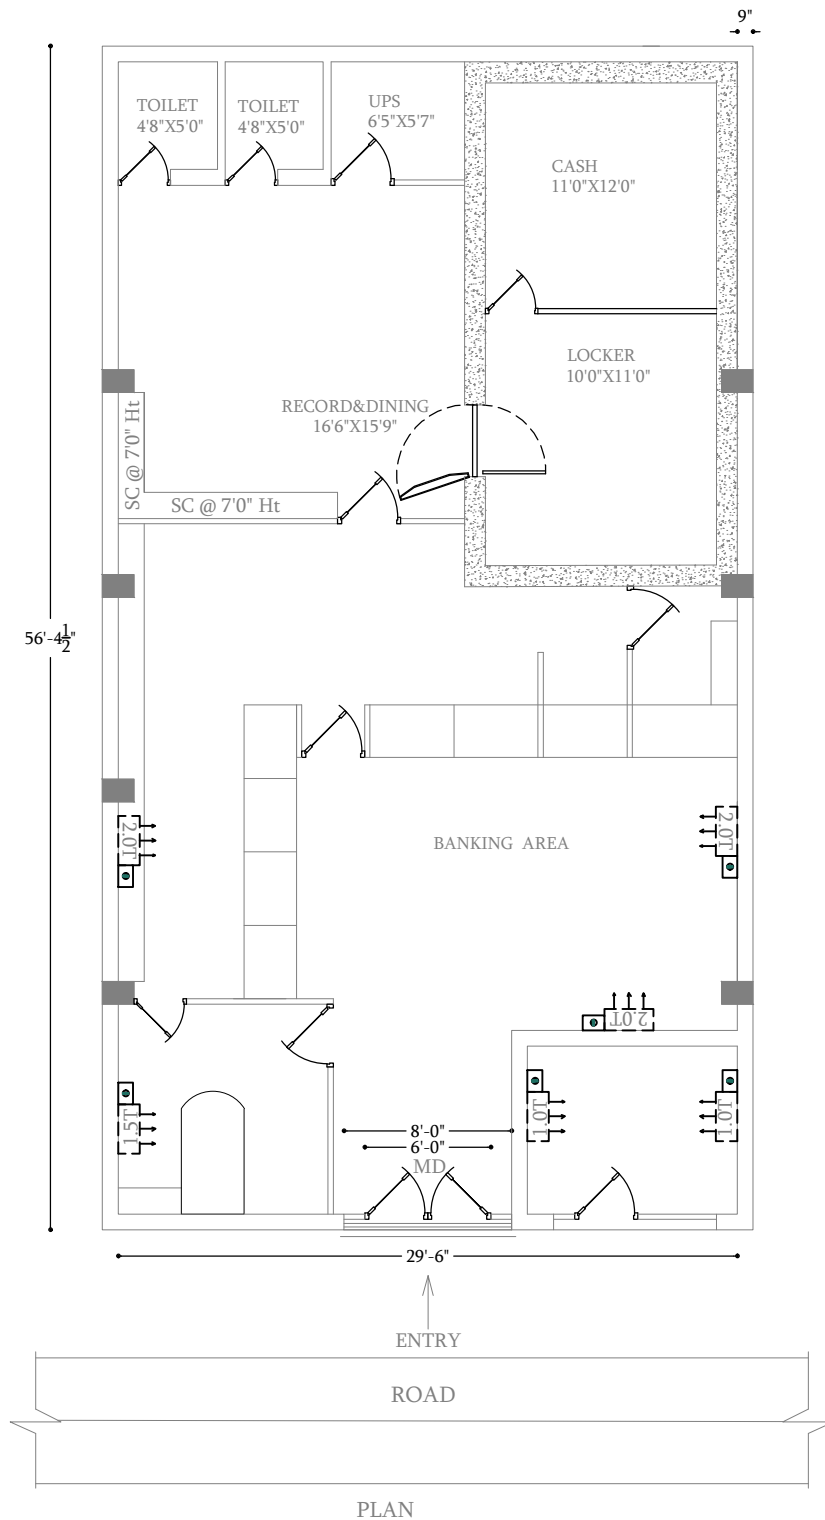 9"
TOILET
4'8"X5'0"
TOILET
4'8"X5'0"
UPS
6'5"X5'7"
CASH
11'0"X12'0"
LOCKER
10'0"X11'0"
RECORD&DINING
16'6"X15'9"
SC @ 7'0" Ht
SC @ 7'0" Ht
56'-4 1/2"
2.0T
2.0T
BANKING AREA
2.0T
1.5T
1.0T
1.0T
8'-0"
6'-0"
MD
29'-6"
ENTRY
ROAD
PLAN